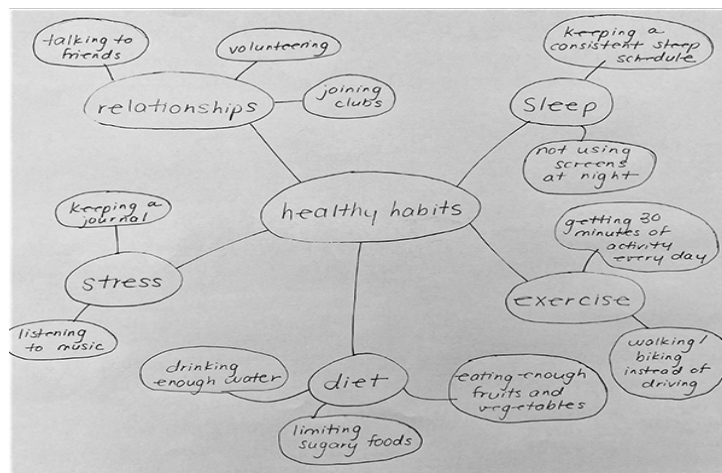 talking to
friends
volunteering
joining
clubs
relationships
keeping a
consistent sleep
schedule
sleep
not using
screens
at night
healthy habits
keeping a
journal
stress
listening
to music
getting 30
minutes of
activity
every day
exercise
walking/
biking
instead of
driving
drinking
enough water
diet
limiting
sugary foods
eating enough
fruits and
vegetables